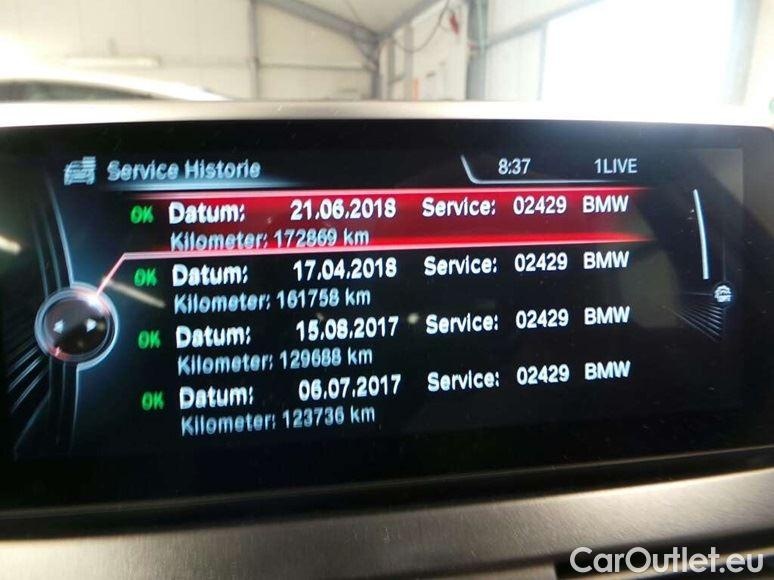 Service Historie 8:37 1LIVE
OK Datum: 21.06.2018 Service: 02429 BMW
Kilometer: 172869 km
OK Datum: 17.04.2018 Service: 02429 BMW
Kilometer: 161758 km
OK Datum: 15.08.2017 Service: 02429 BMW
Kilometer: 129688 km
OK Datum: 06.07.2017 Service: 02429 BMW
Kilometer: 123736 km
CarOutlet.eu